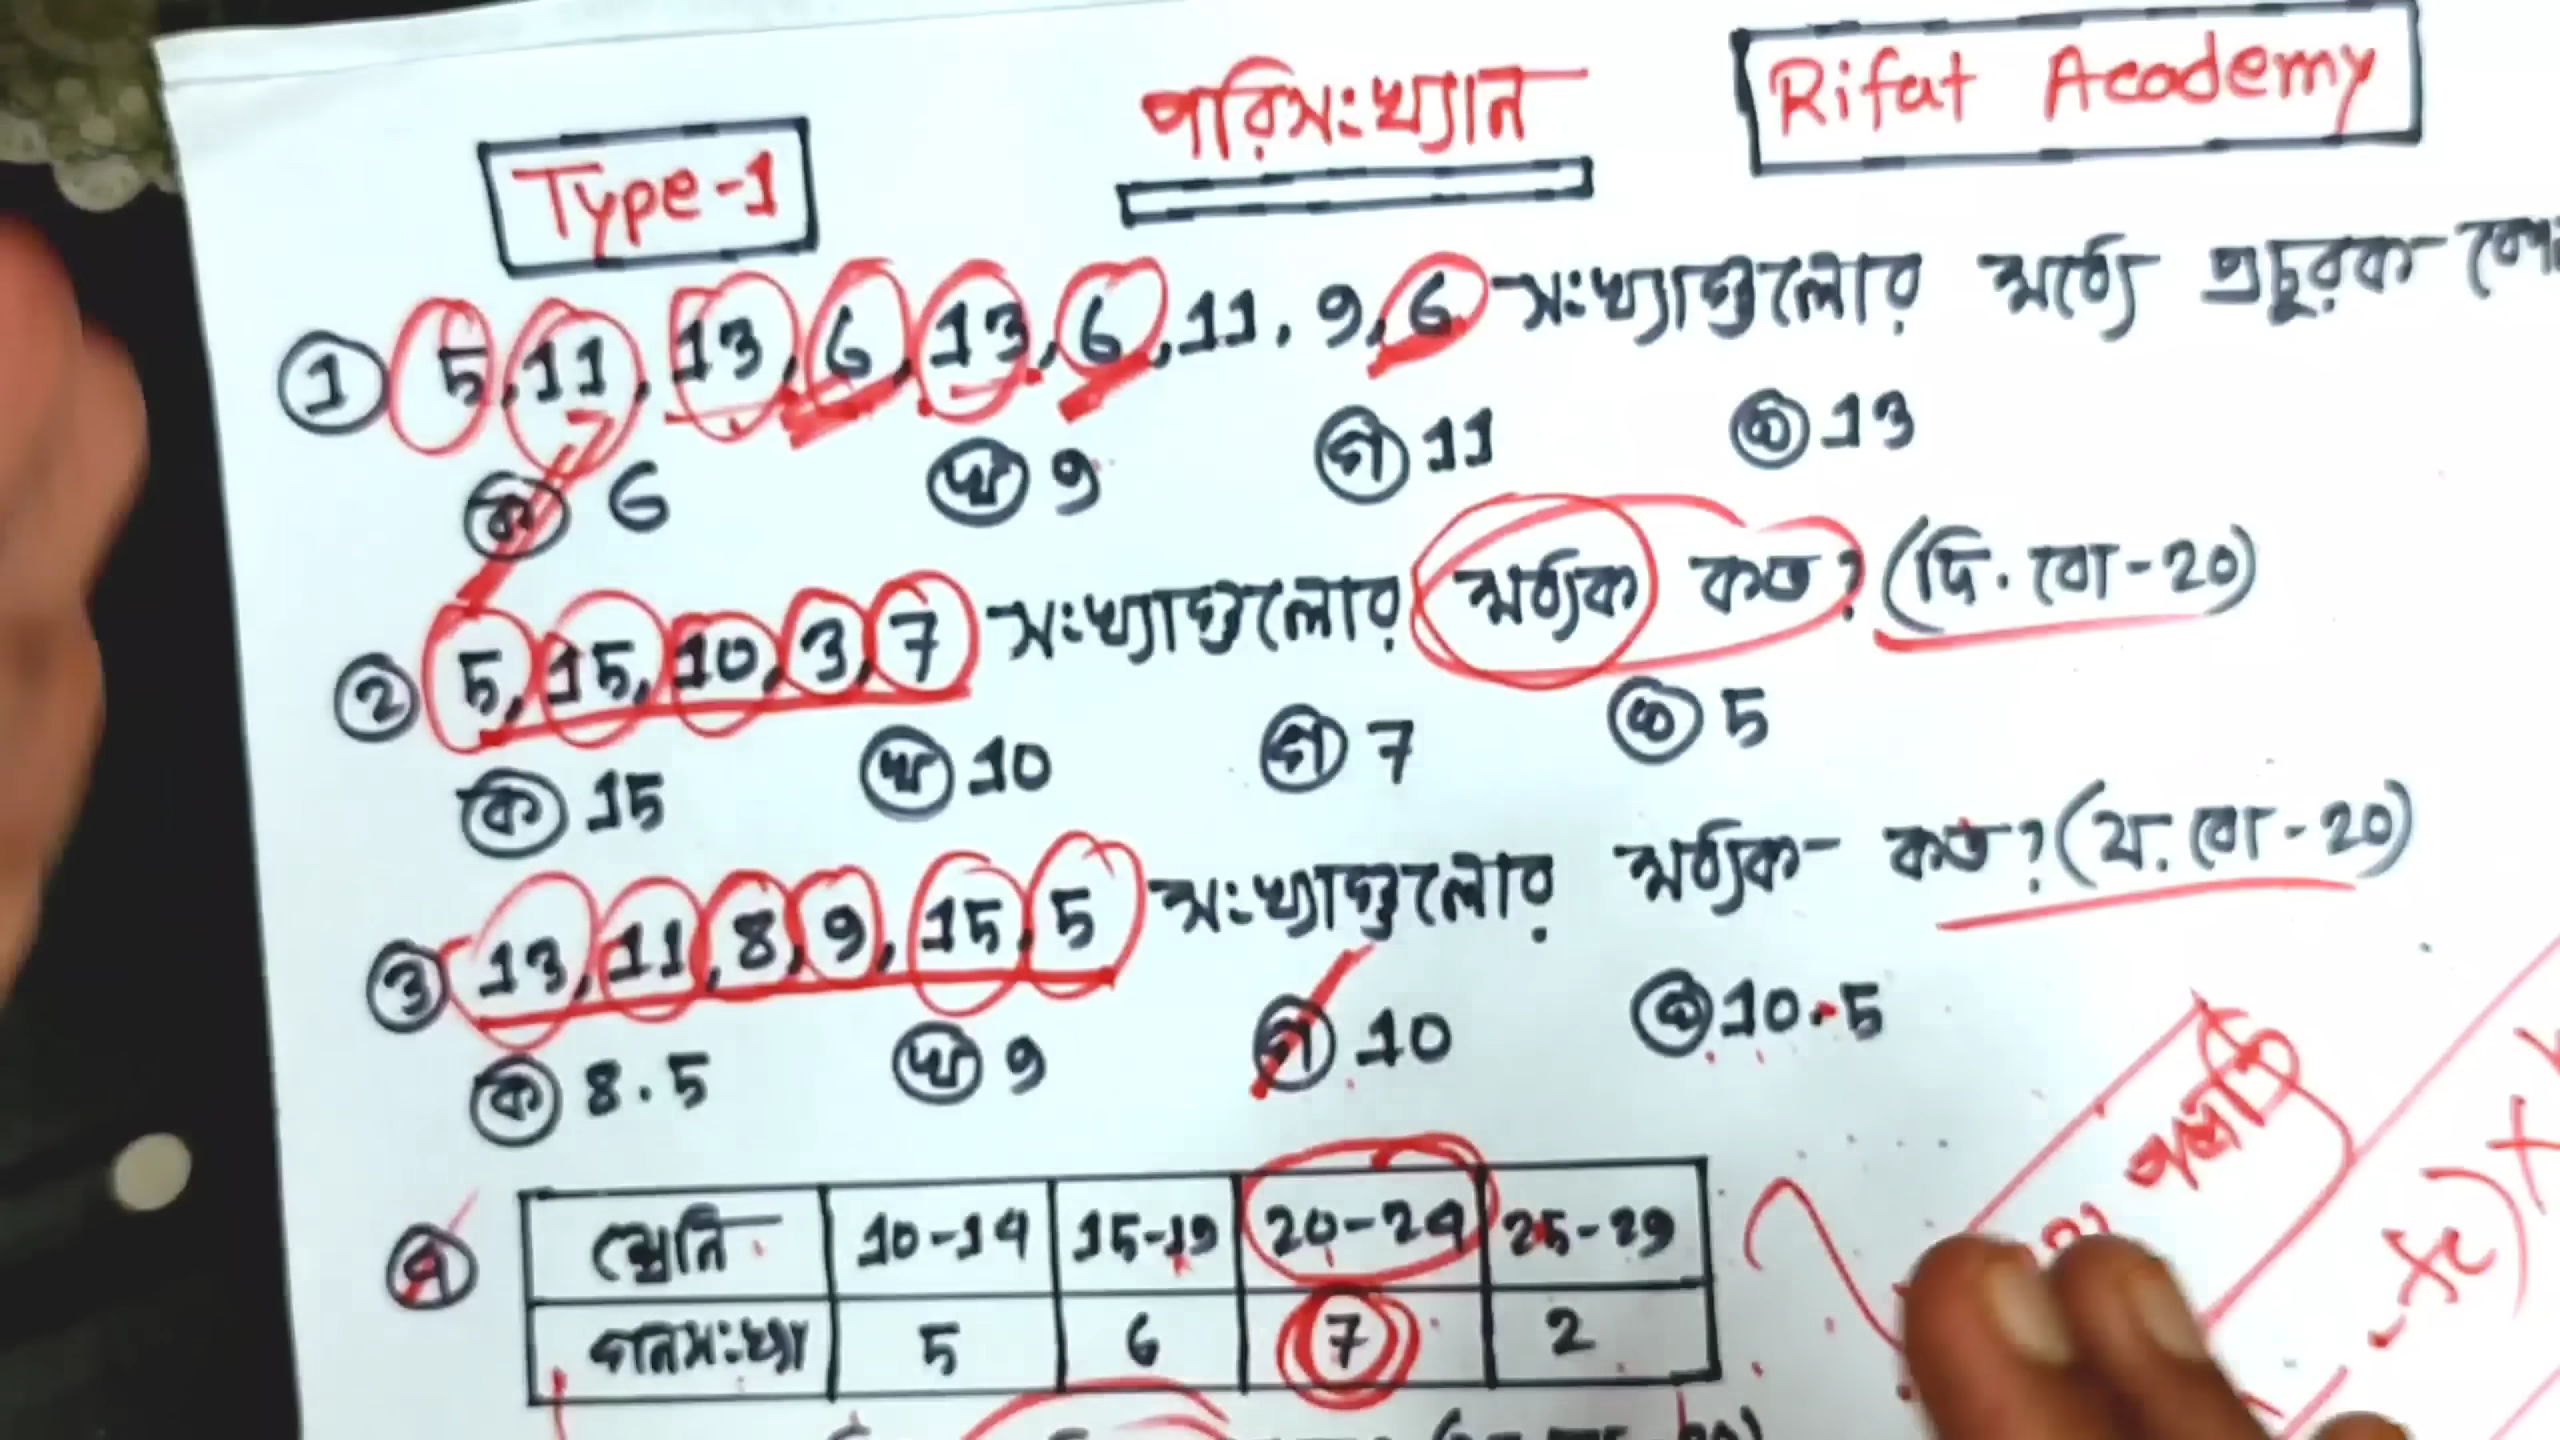 পরিসংখ্যান
Rifat Academy
Type-1
① 5, 11, 13, 6, 13, 6, 11, 9, 6 সংখ্যাগুলোর মধ্যে প্রচুরক
ক 6 খ 9 গ 11 ঘ 13
② 5, 15, 10, 3, 7 সংখ্যাগুলোর মধ্যক কত? (দি. বো - 20)
ক 15 খ 10 গ 7 ঘ 5
③ 13, 11, 8, 9, 15, 5 সংখ্যাগুলোর মধ্যক কত? (য. বো - 20)
ক 8.5 খ 9 গ 10 ঘ 10.5
④ শ্রেনি 10-14 15-19 20-24 25-29
গনসংখ্যা 5 6 7 2